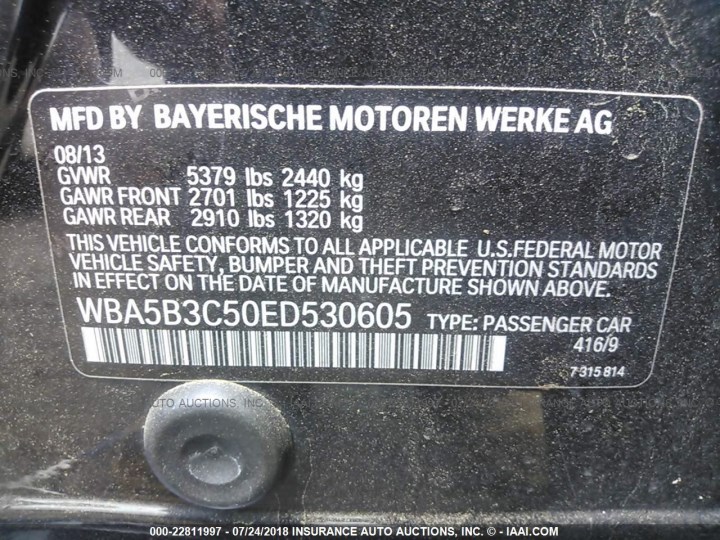 MFD BY BAYERISCHE MOTOREN WERKE AG
08/13
GVWR 5379 lbs 2440 kg
GAWR FRONT 2701 lbs 1225 kg
GAWR REAR 2910 lbs 1320 kg
THIS VEHICLE CONFORMS TO ALL APPLICABLE U.S.FEDERAL MOTOR
VEHICLE SAFETY, BUMPER AND THEFT PREVENTION STANDARDS
IN EFFECT ON THE DATE OF MANUFACTURE SHOWN ABOVE.
WBA5B3C50ED530605 TYPE: PASSENGER CAR
416/9
7 315 814
AUTO AUCTIONS, INC.
000-22811997 - 07/24/2018 INSURANCE AUTO AUCTIONS, INC. - IAAI.COM